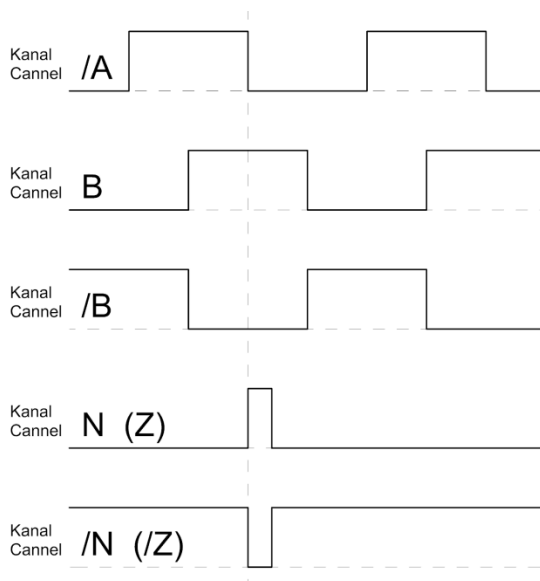 Kanal
Cannel /A
Kanal
Cannel B
Kanal
Cannel /B
Kanal
Cannel N (Z)
Kanal
Cannel /N (/Z)